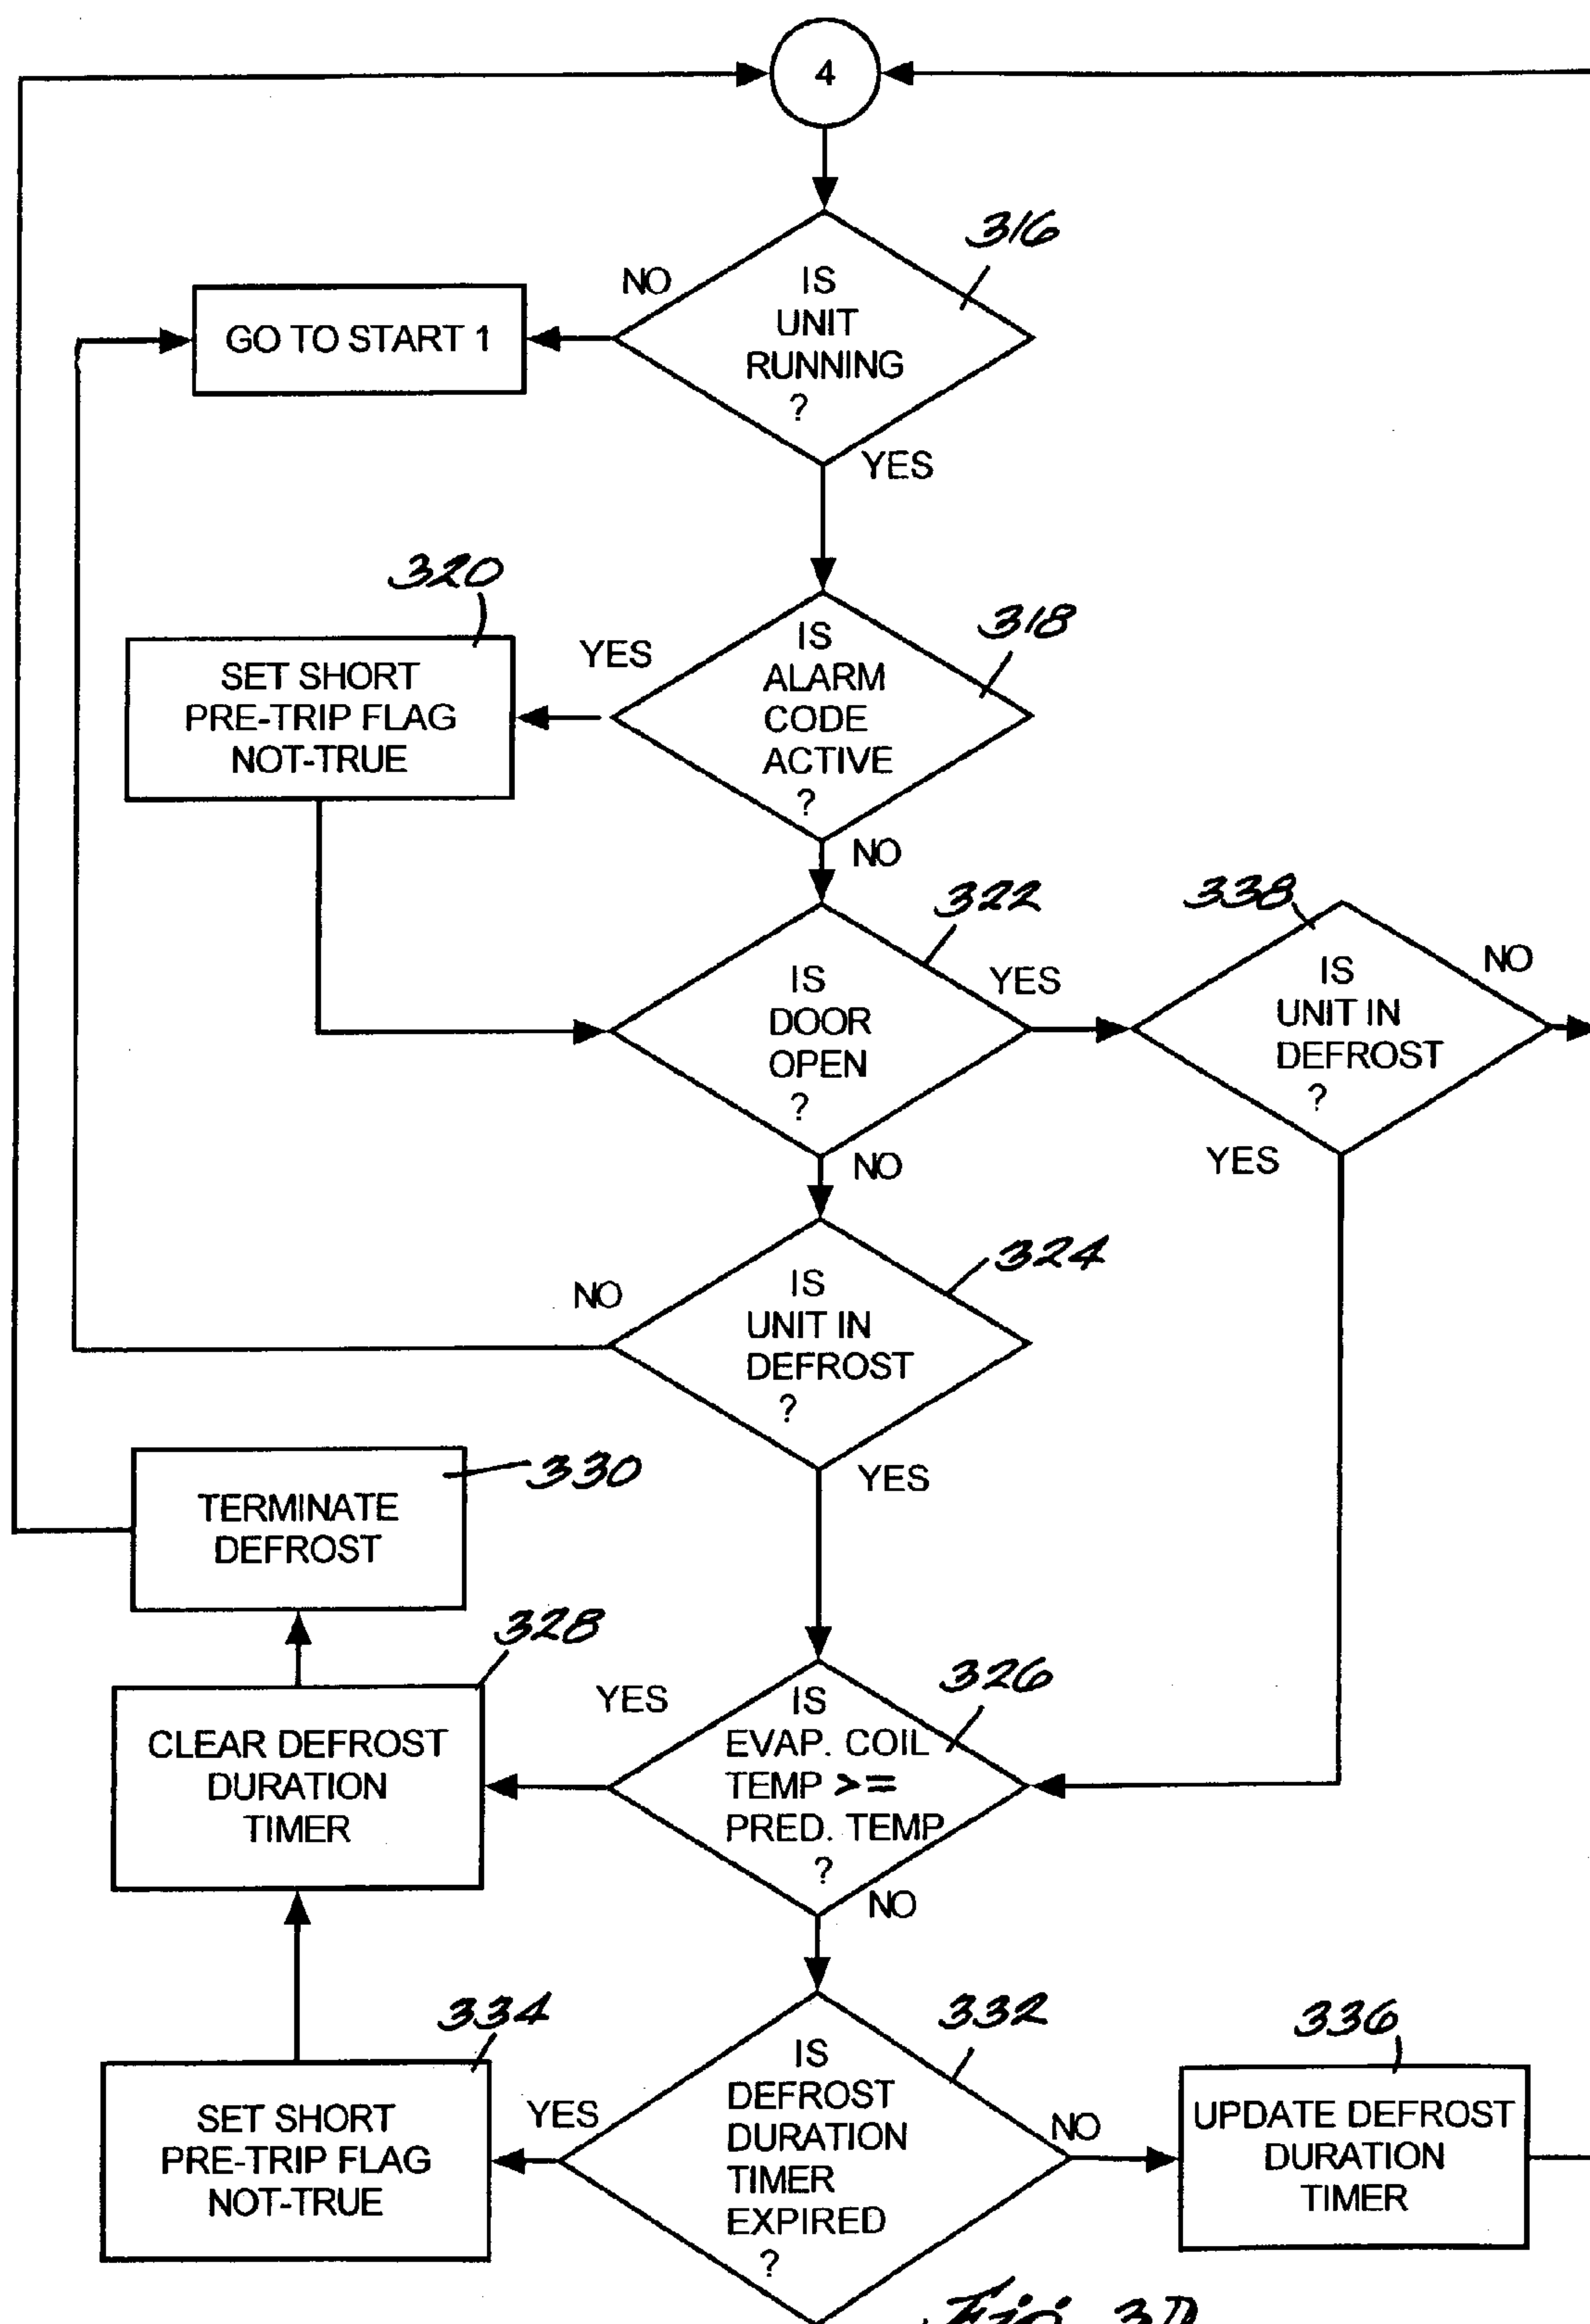 4
316
NO
IS
UNIT
RUNNING
?
GO TO START 1
YES
320
318
YES
IS
ALARM
CODE
ACTIVE
?
SET SHORT
PRE-TRIP FLAG
NOT-TRUE
NO
322
338
IS
DOOR
OPEN
?
YES
IS
UNIT IN
DEFROST
?
NO
NO
YES
324
NO
IS
UNIT IN
DEFROST
?
YES
330
TERMINATE
DEFROST
328
326
YES
IS
EVAP. COIL
TEMP >=
PRED. TEMP
?
CLEAR DEFROST
DURATION
TIMER
NO
334
332
336
SET SHORT
PRE-TRIP FLAG
NOT-TRUE
YES
IS
DEFROST
DURATION
TIMER
EXPIRED
?
NO
UPDATE DEFROST
DURATION
TIMER
Fig. 3D